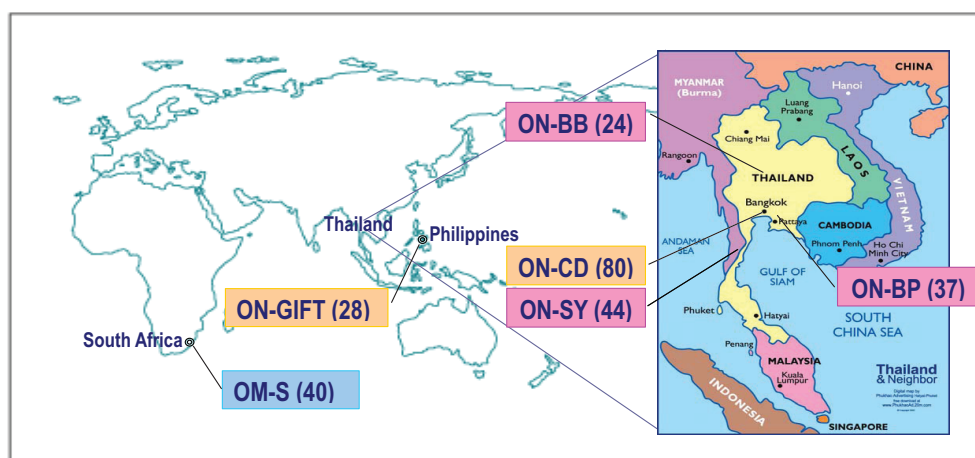 CHINA
MYANMAR
(Burma)
Hanoi
Luang
Prabang
ON-BB (24)
Chiang Mai
Rangoon
LAOS
THAILAND
VIETNAM
Bangkok
Thailand
Pattaya
Philippines
CAMBODIA
ANDAMAN
SEA
Phnom Penh
Ho Chi
Minh City
ON-CD (80)
GULF OF
SIAM
ON-BP (37)
ON-GIFT (28)
ON-SY (44)
Phuket
Hatyai
SOUTH
CHINA SEA
South Africa
Penang
MALAYSIA
Kuala
Lumpur
Thailand
& Neighbor
OM-S (40)
INDONESIA
SINGAPORE